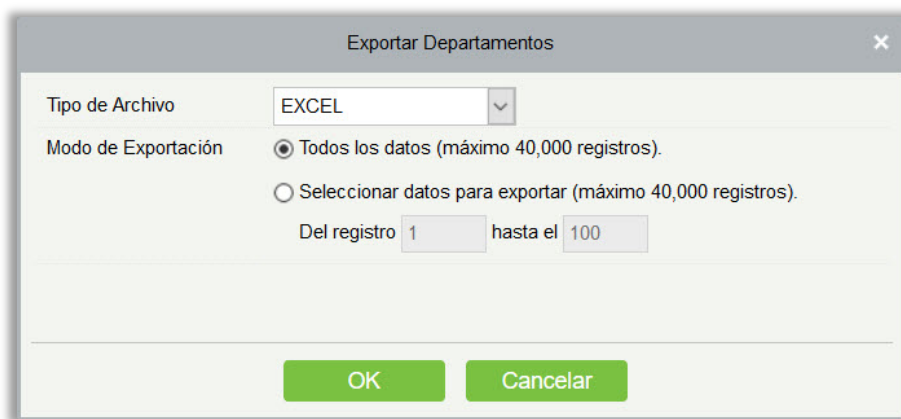 Exportar Departamentos
Tipo de Archivo EXCEL
Modo de Exportación Todos los datos (máximo 40,000 registros).
Seleccionar datos para exportar (máximo 40,000 registros).
Del registro 1 hasta el 100
OK Cancelar